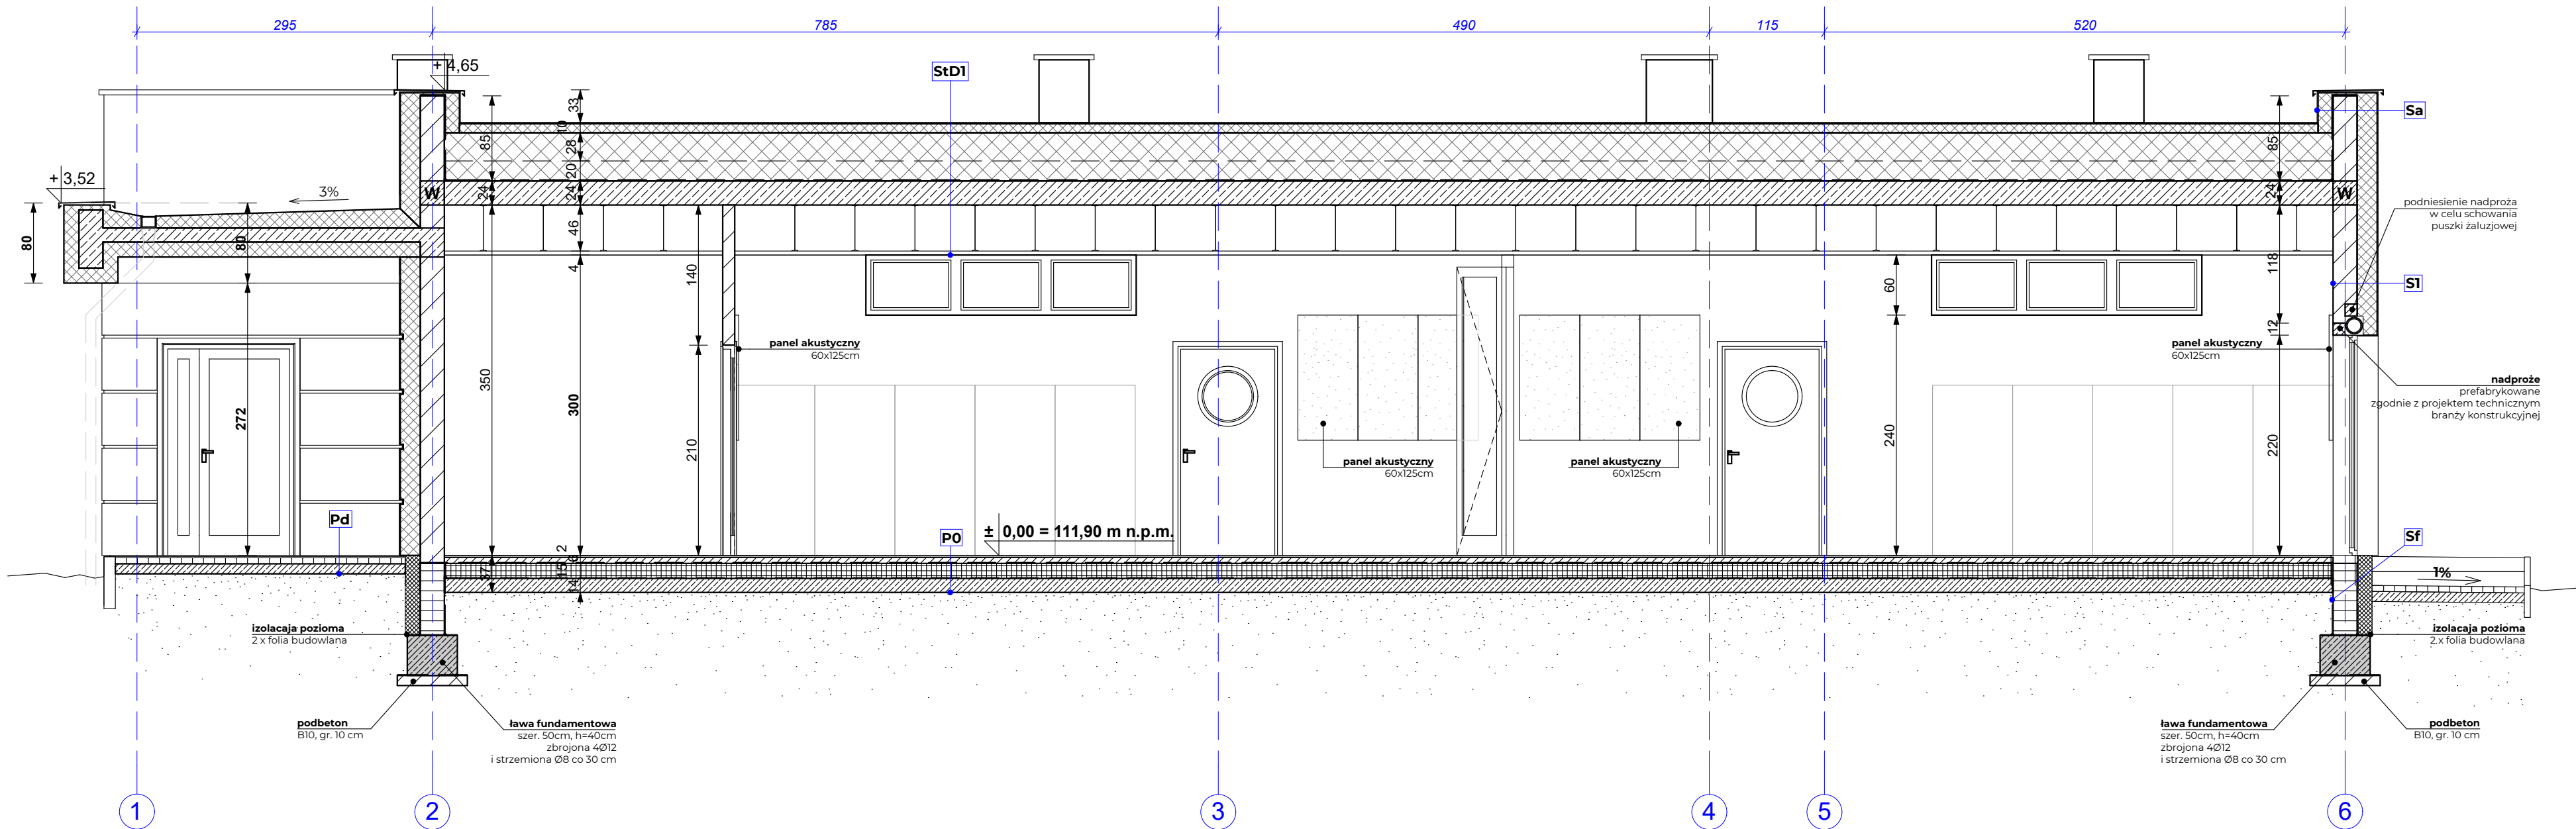 295
785
490
115
520
+ 4,65
StD1
Sa
33
10
28
20
24
46
4
85
24
85
24
+ 3,52
3%
W
W
podniesienie nadproża
w celu schowania
puszki żaluzjowej
80
80
140
118
60
S1
12
panel akustyczny
60x125cm
panel akustyczny
60x125cm
350
300
272
210
240
220
nadproże
prefabrykowane
zgodnie z projektem technicznym
branży konstrukcyjnej
panel akustyczny
60x125cm
panel akustyczny
60x125cm
Pd
P0
± 0,00 = 111,90 m n.p.m.
Sf
2
37
15
14
1%
izolacaja pozioma
2 x folia budowlana
izolacaja pozioma
2 x folia budowlana
podbeton
B10, gr. 10 cm
ława fundamentowa
szer. 50cm, h=40cm
zbrojona 4Ø12
i strzemiona Ø8 co 30 cm
ława fundamentowa
szer. 50cm, h=40cm
zbrojona 4Ø12
i strzemiona Ø8 co 30 cm
podbeton
B10, gr. 10 cm
1
2
3
4
5
6